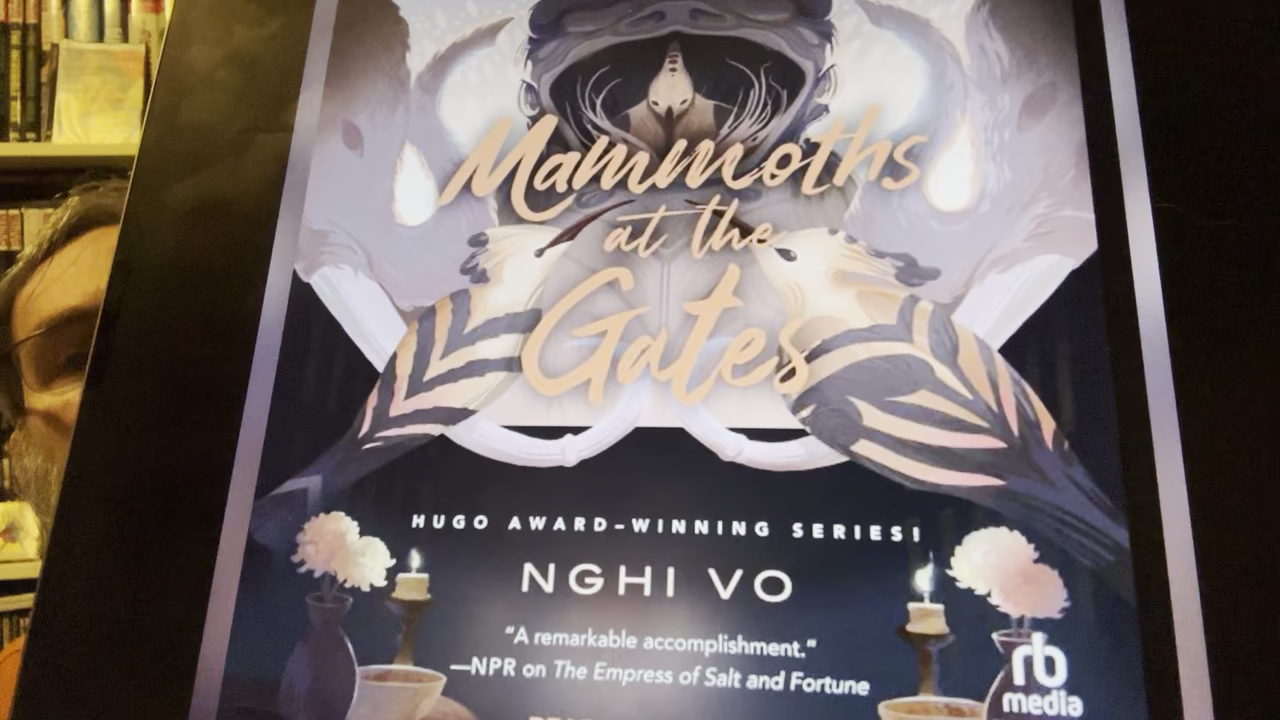 Mammoths
at the
Gates
HUGO AWARD–WINNING SERIES!
NGHI VO
"A remarkable accomplishment."
—NPR on The Empress of Salt and Fortune
rb
media